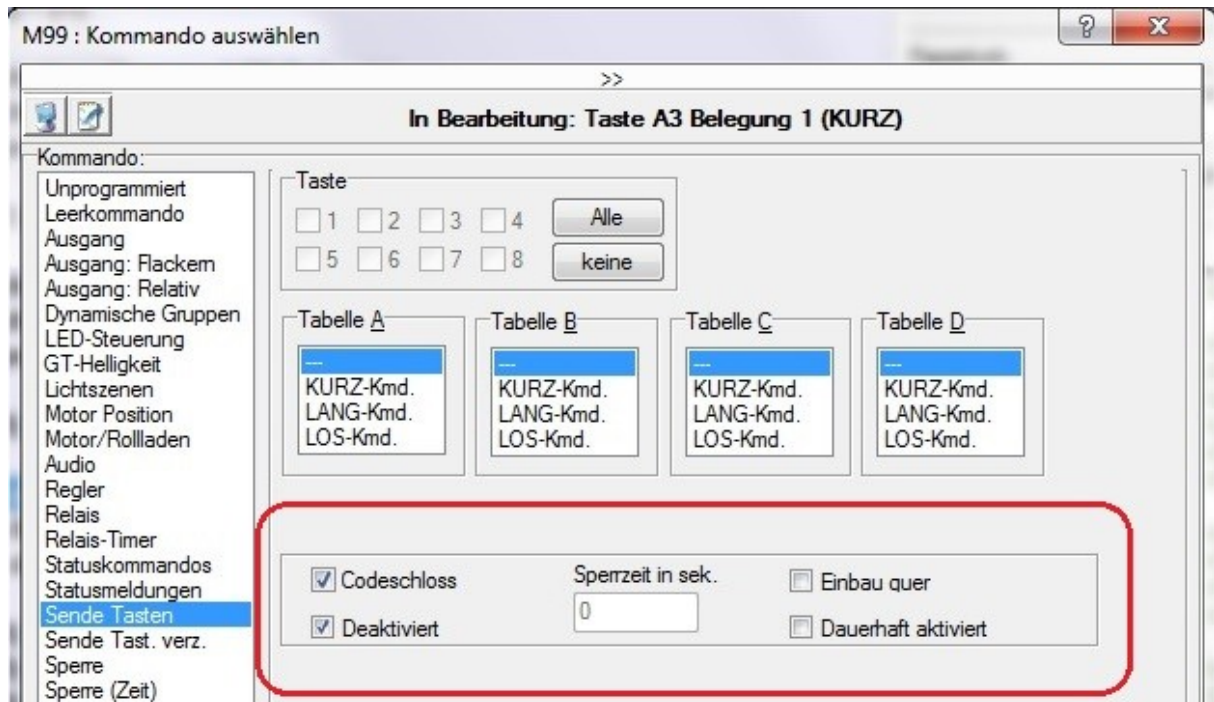 M99 : Kommando auswählen
>>
In Bearbeitung: Taste A3 Belegung 1 (KURZ)
Kommando:
Unprogrammiert
Leerkommando
Ausgang
Ausgang: Flackern
Ausgang: Relativ
Dynamische Gruppen
LED-Steuerung
GT-Helligkeit
Lichtszenen
Motor Position
Motor/Rollladen
Audio
Regler
Relais
Relais-Timer
Statuskommandos
Statusmeldungen
Sende Tasten
Sende Tast. verz.
Sperre
Sperre (Zeit)
Taste
1 2 3 4 Alle
5 6 7 8 keine
Tabelle A
---
KURZ-Kmd.
LANG-Kmd.
LOS-Kmd.
Tabelle B
---
KURZ-Kmd.
LANG-Kmd.
LOS-Kmd.
Tabelle C
---
KURZ-Kmd.
LANG-Kmd.
LOS-Kmd.
Tabelle D
---
KURZ-Kmd.
LANG-Kmd.
LOS-Kmd.
Codeschloss
Deaktiviert
Sperrzeit in sek.
0
Einbau quer
Dauerhaft aktiviert